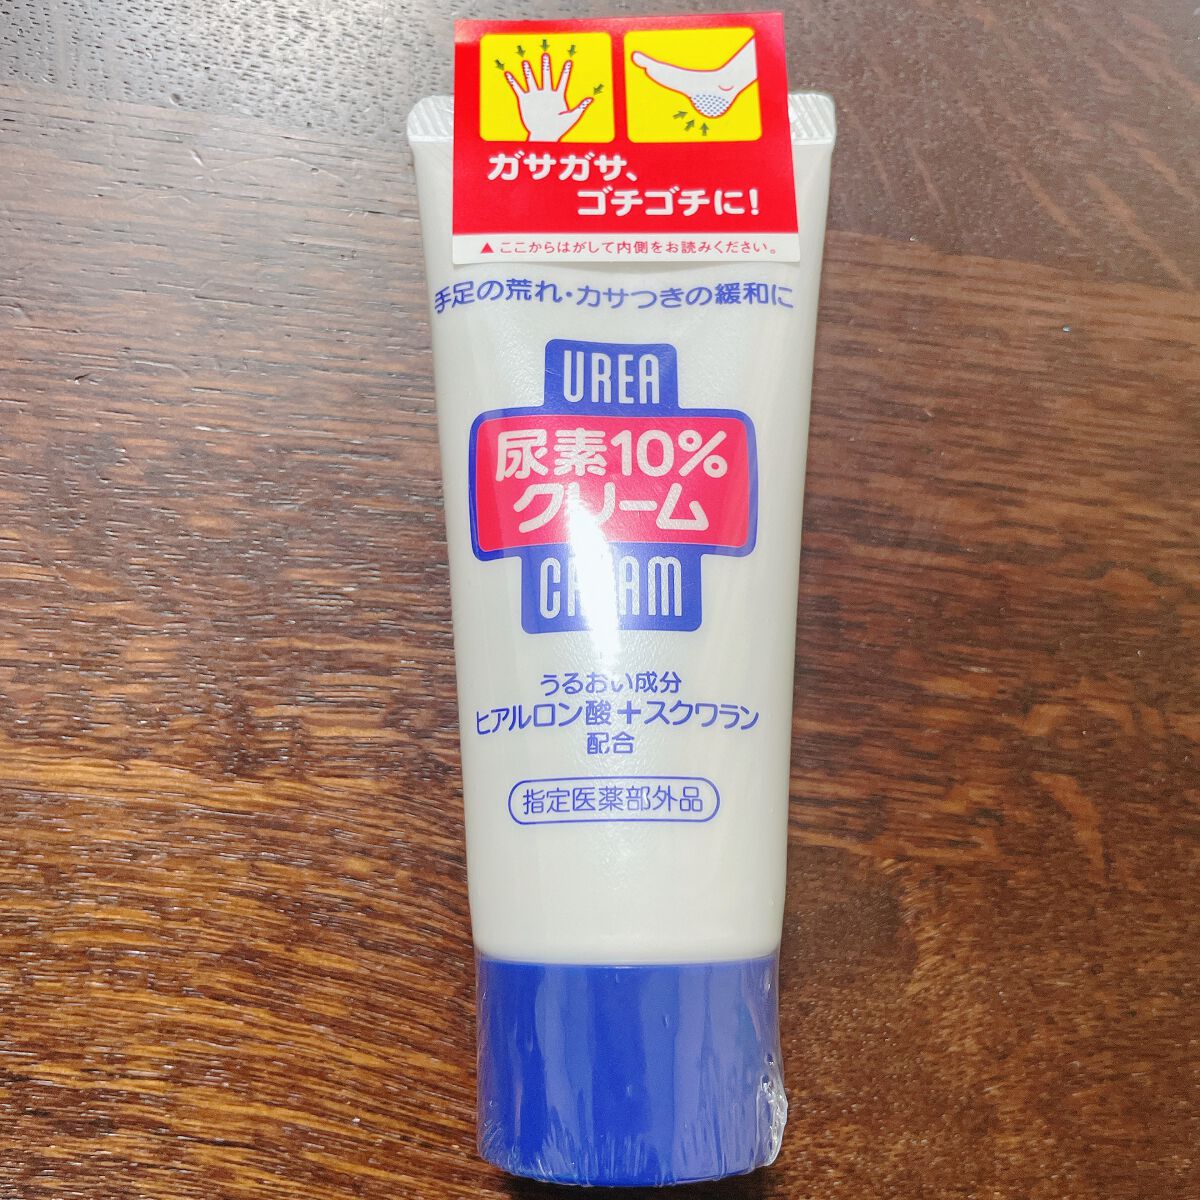 ガサガサ、
ゴチゴチに!
▲ここからはがして内側をお読みください。
手足の荒れ・カサつきの緩和に
UREA
尿素10%
クリーム
CREAM
うるおい成分
ヒアルロン酸+スクワラン
配合
指定医薬部外品